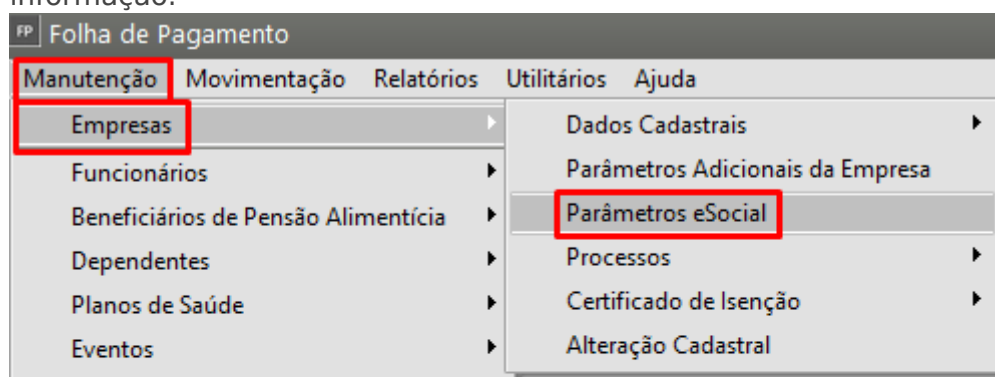 informação.
FP Folha de Pagamento
Manutenção Movimentação Relatórios Utilitários Ajuda
Empresas
Funcionários
Beneficiários de Pensão Alimentícia
Dependentes
Planos de Saúde
Eventos
Dados Cadastrais
Parâmetros Adicionais da Empresa
Parâmetros eSocial
Processos
Certificado de Isenção
Alteração Cadastral